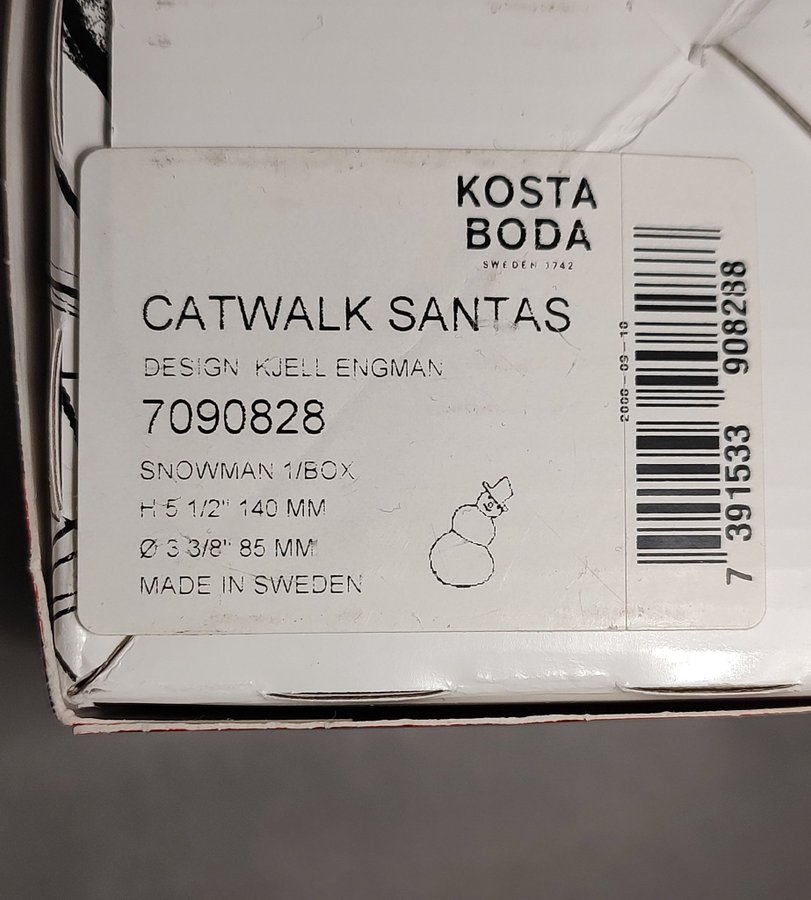 KOSTA
BODA
SWEDEN 1742
CATWALK SANTAS
DESIGN KJELL ENGMAN
7090828
SNOWMAN 1/BOX
H 5 1/2" 140 MM
Ø 3 3/8" 85 MM
MADE IN SWEDEN
7 391533 908288